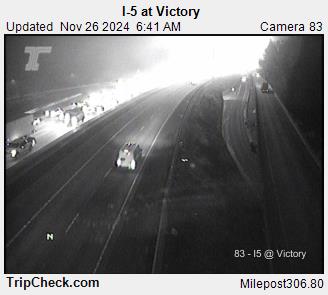 I-5 at Victory
Updated Nov 26 2024 6:41 AM Camera 83
T
N
83 - I5 @ Victory
TripCheck.com Milepost306.80